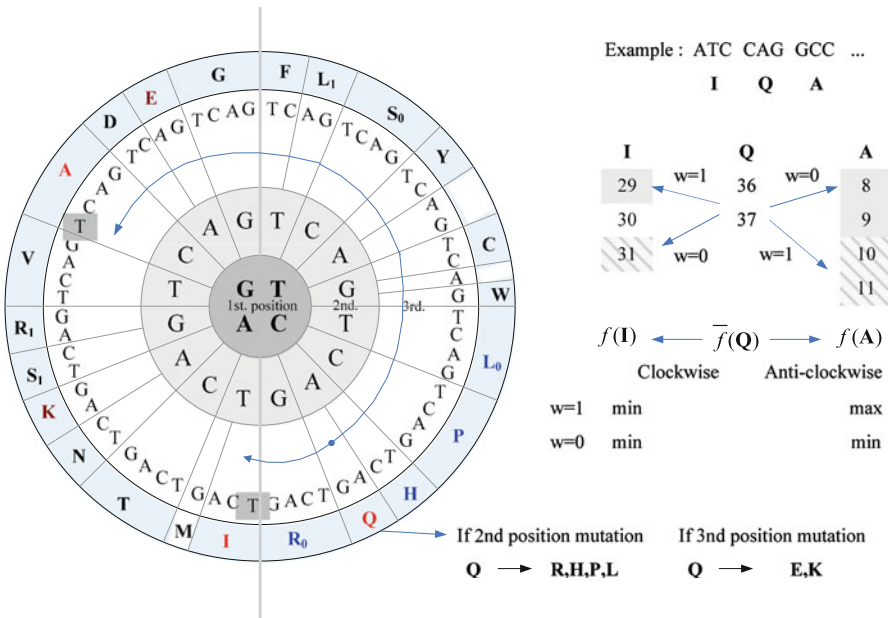 G F L1 S0 Y C W L0 P H Q R0 I M T N K S1 R1 V A D E
T C A G T C A G T C A G T C A G
T C A G T C A G T C A G T C A G
T C A G T C A G T C A G T C A G
T C A G T C A G T C A G T C A G
T C A G T C A G T C A G T C A G
G T
1st. position 2nd. 3rd.
A C
Example : ATC CAG GCC ...
I Q A
I Q A
29 w=1 36 w=0 8
30 37 9
31 w=0 w=1 10
11
f(I) f̅(Q) f(A)
Clockwise Anti-clockwise
w=1 min max
w=0 min min
If 2nd position mutation If 3nd position mutation
Q → R,H,P,L Q → E,K